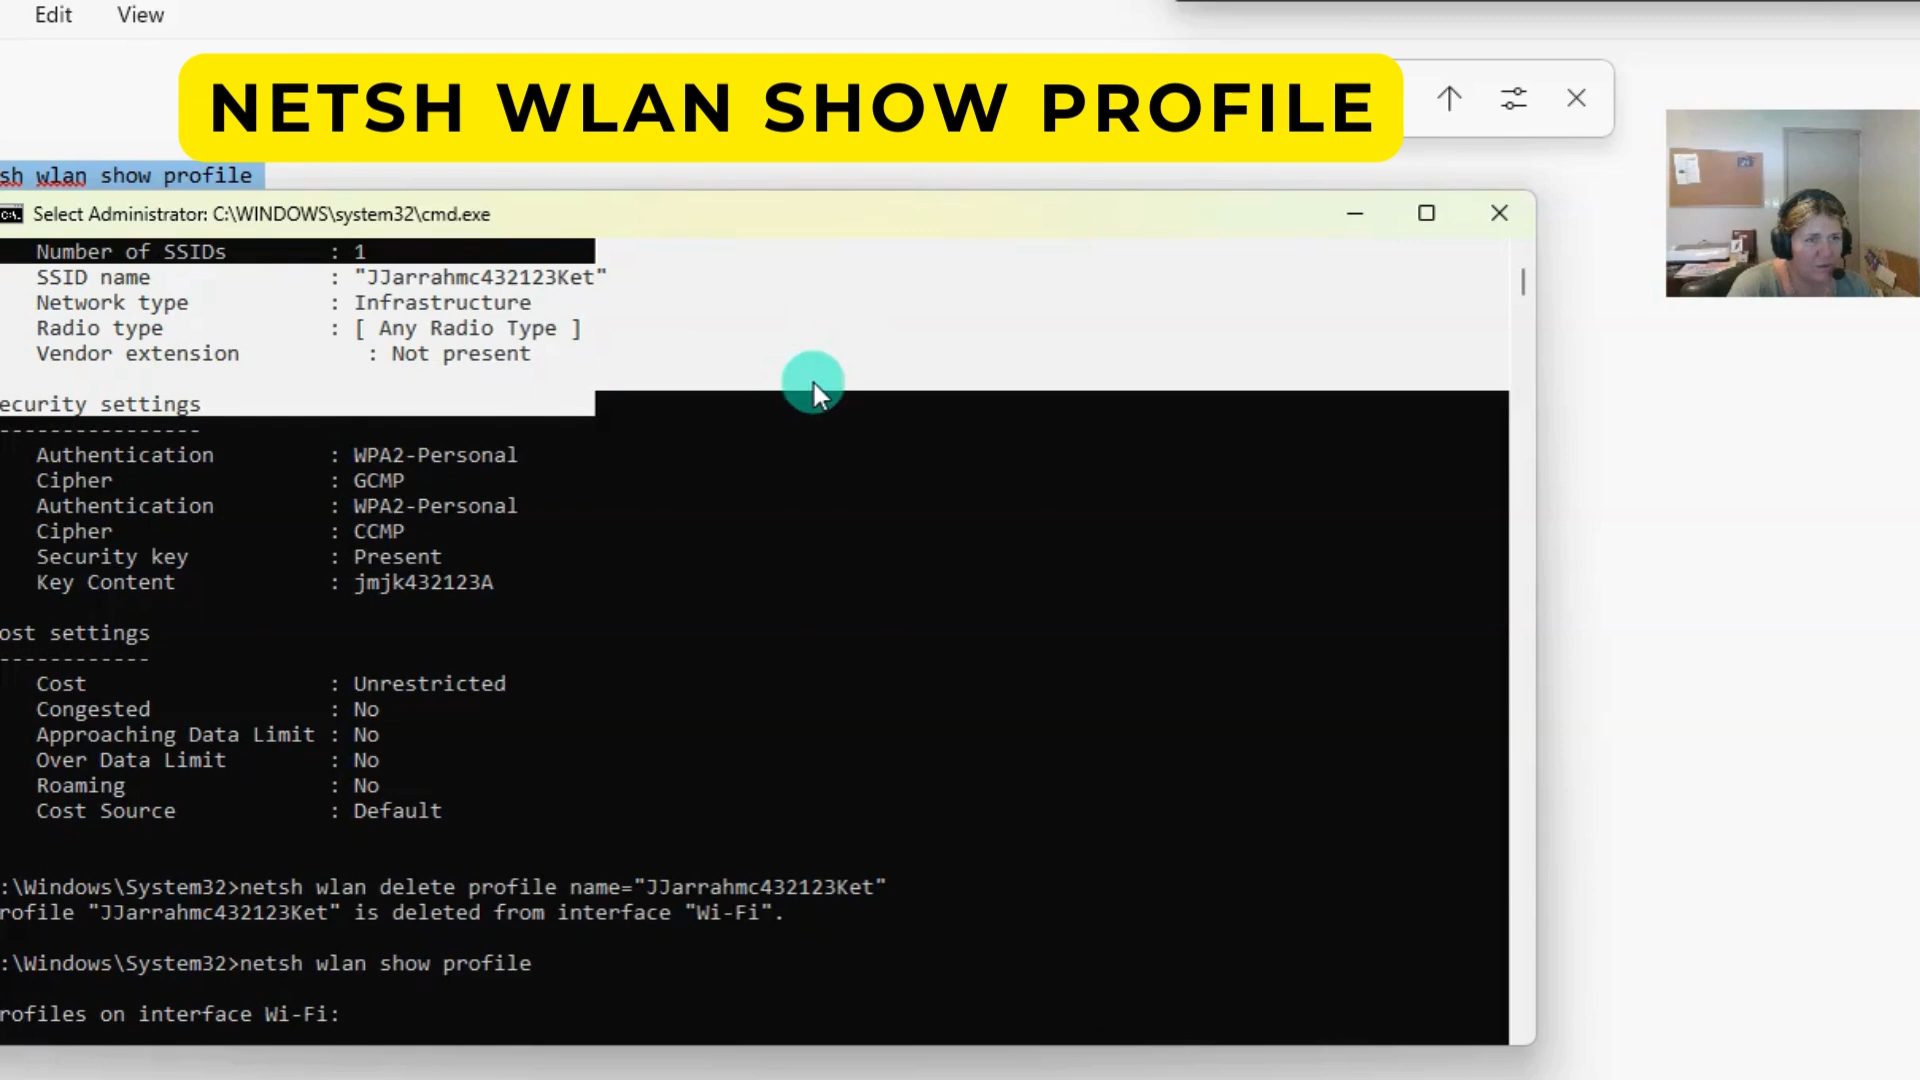 Edit View
NETSH WLAN SHOW PROFILE
sh wlan show profile
Select Administrator: C:\WINDOWS\system32\cmd.exe
Number of SSIDs : 1
SSID name : "JJarrahmc432123Ket"
Network type : Infrastructure
Radio type : [ Any Radio Type ]
Vendor extension : Not present
ecurity settings
----------------
Authentication : WPA2-Personal
Cipher : GCMP
Authentication : WPA2-Personal
Cipher : CCMP
Security key : Present
Key Content : jmjk432123A
ost settings
------------
Cost : Unrestricted
Congested : No
Approaching Data Limit : No
Over Data Limit : No
Roaming : No
Cost Source : Default
:\Windows\System32>netsh wlan delete profile name="JJarrahmc432123Ket"
rofile "JJarrahmc432123Ket" is deleted from interface "Wi-Fi".
:\Windows\System32>netsh wlan show profile
rofiles on interface Wi-Fi: